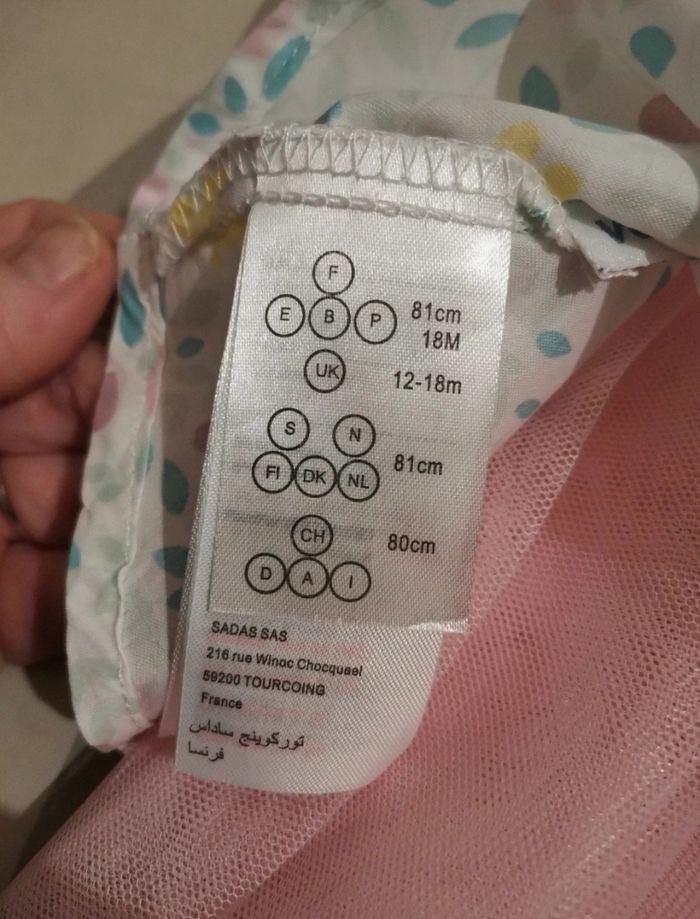 F
E B P 81cm
18M
UK 12-18m
S N
FI DK NL 81cm
CH 80cm
D A I
SADAS SAS
216 rue Winoc Chocqueel
59200 TOURCOING
France
توركوينج ساداس
فرنسا